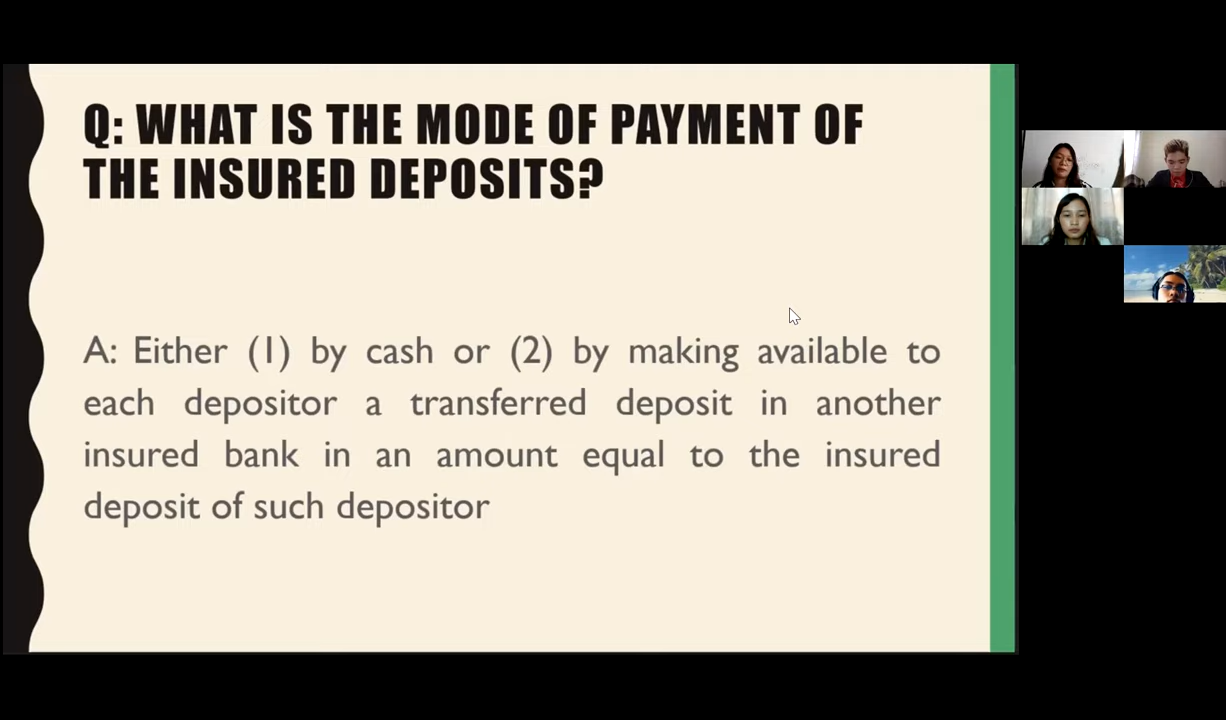 Q: WHAT IS THE MODE OF PAYMENT OF
THE INSURED DEPOSITS?
A: Either (1) by cash or (2) by making available to
each depositor a transferred deposit in another
insured bank in an amount equal to the insured
deposit of such depositor